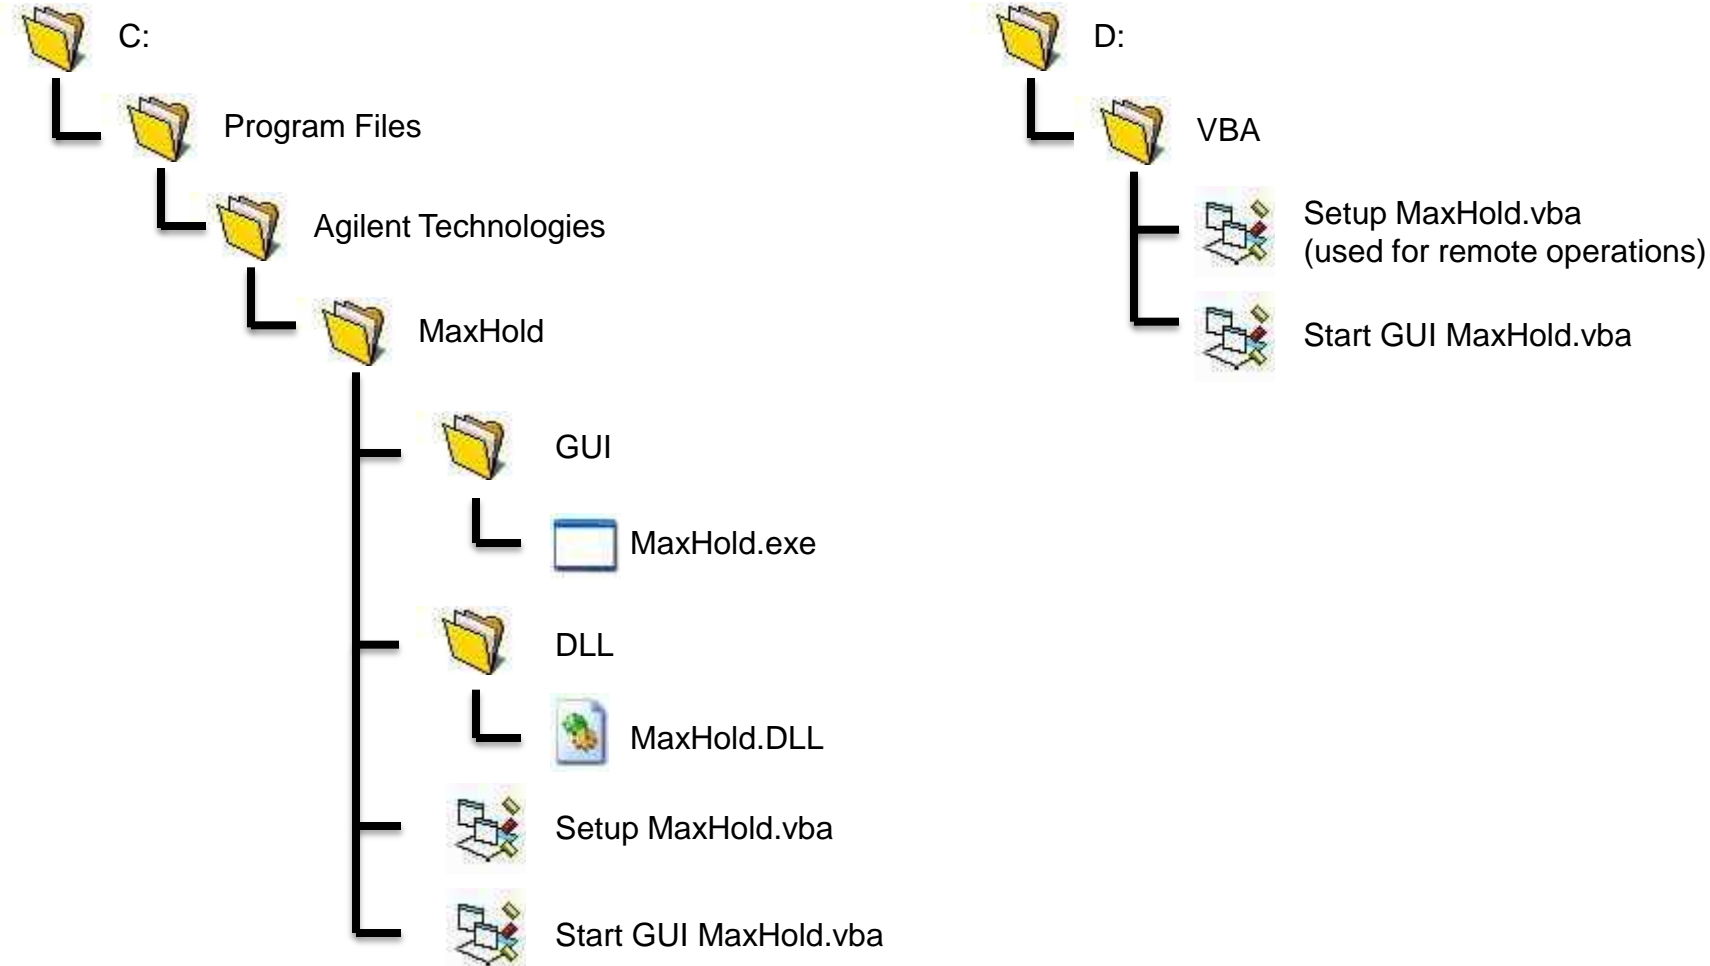 C:
Program Files
Agilent Technologies
MaxHold
GUI
MaxHold.exe
DLL
MaxHold.DLL
Setup MaxHold.vba
Start GUI MaxHold.vba
D:
VBA
Setup MaxHold.vba
(used for remote operations)
Start GUI MaxHold.vba